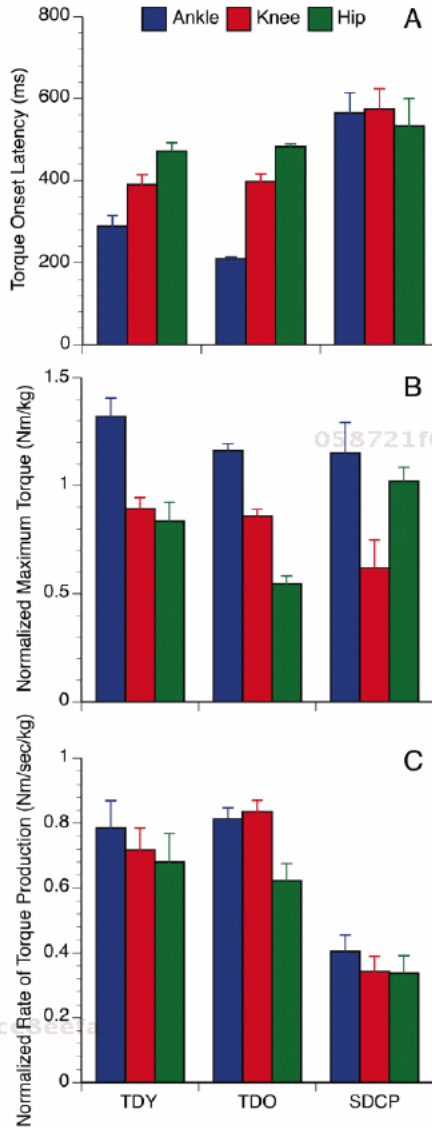 Ankle Knee Hip A
800
600
400
200
0
Torque Onset Latency (ms)
B
1.5
1
0.5
0
Normalized Maximum Torque (Nm/kg)
C
1
0.8
0.6
0.4
0.2
0
Normalized Rate of Torque Production (Nm/sec/kg)
TDY TDO SDCP